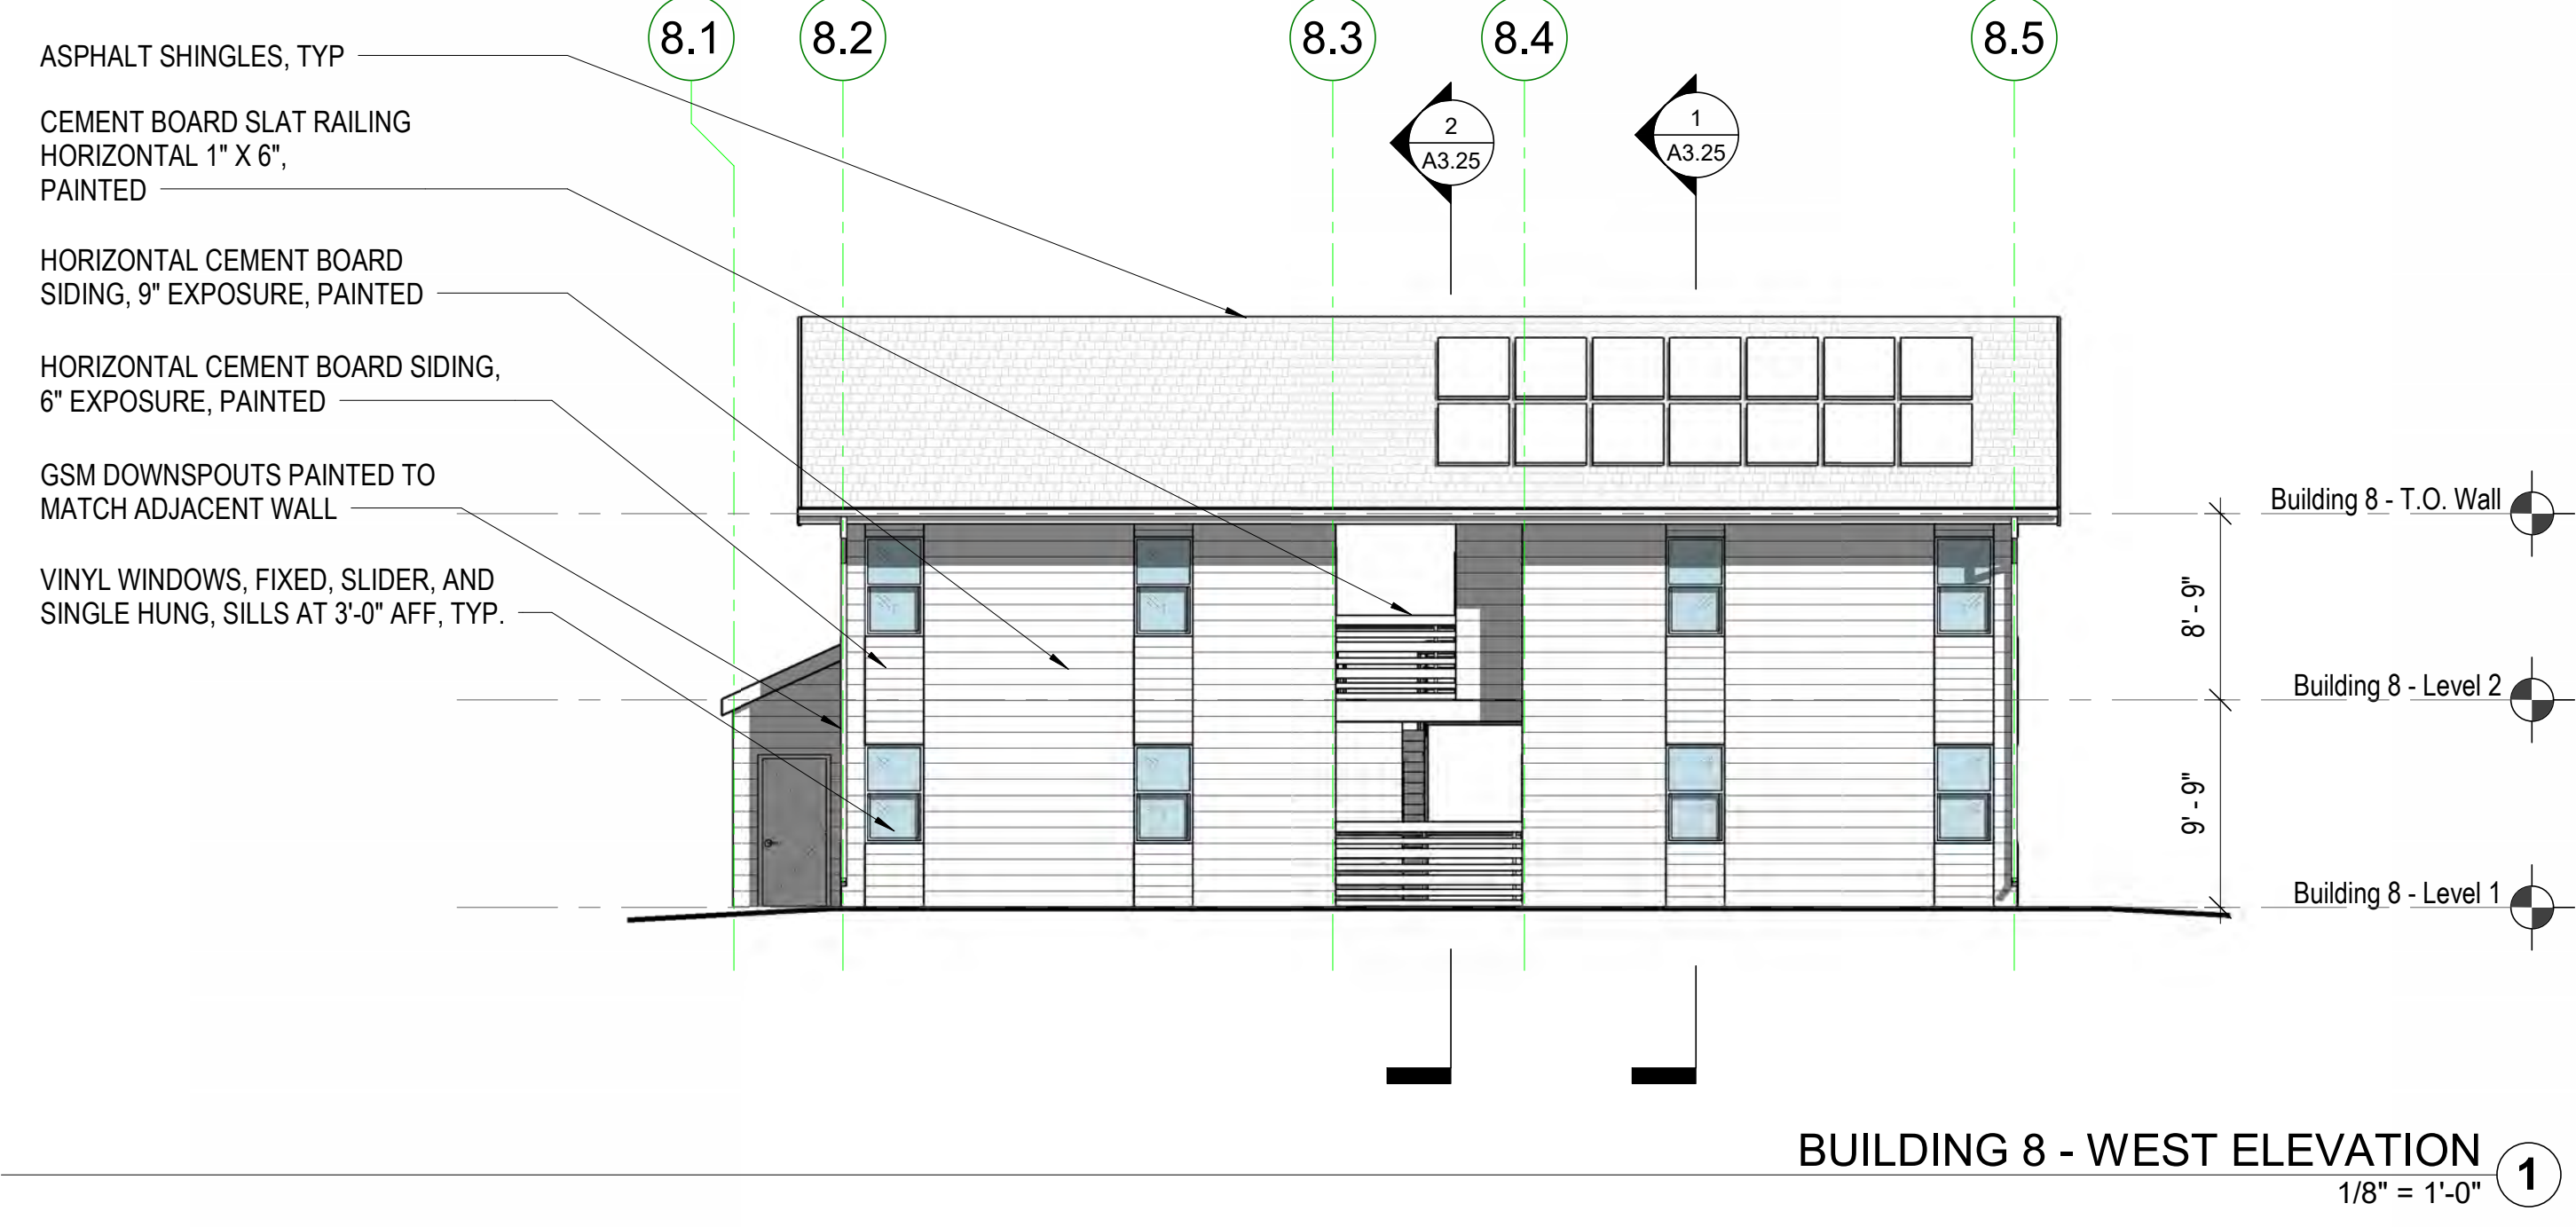 8.1
8.2
8.3
8.4
8.5
2
A3.25
1
A3.25
ASPHALT SHINGLES, TYP
CEMENT BOARD SLAT RAILING
HORIZONTAL 1" X 6",
PAINTED
HORIZONTAL CEMENT BOARD
SIDING, 9" EXPOSURE, PAINTED
HORIZONTAL CEMENT BOARD SIDING,
6" EXPOSURE, PAINTED
GSM DOWNSPOUTS PAINTED TO
MATCH ADJACENT WALL
VINYL WINDOWS, FIXED, SLIDER, AND
SINGLE HUNG, SILLS AT 3'-0" AFF, TYP.
Building 8 - T.O. Wall
8' - 9"
Building 8 - Level 2
9' - 9"
Building 8 - Level 1
BUILDING 8 - WEST ELEVATION
1/8" = 1'-0"
1